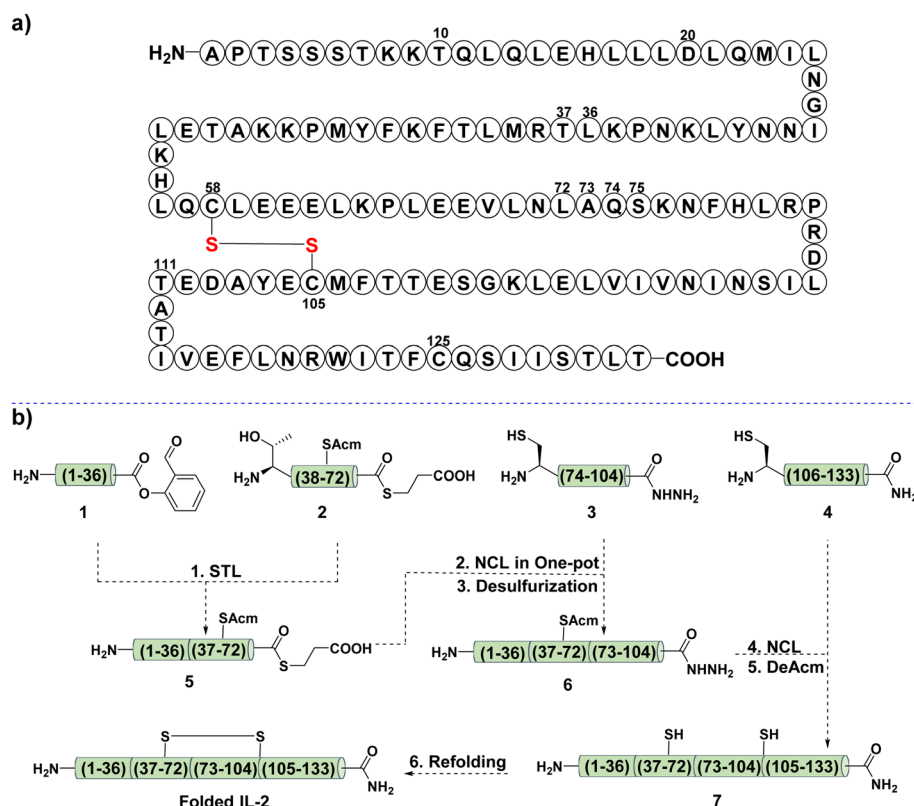 a)
10 20
H₂N A P T S S S T K K T Q L Q L E H L L L D L Q M I L
N
G
37 36
L E T A K K P M Y F K F T L M R T L K P N K L Y N N I
K
H
58 72 73 74 75
L Q C L E E E L K P L E E V L N L A Q S K N F H L R P
R
S S
D
111
T E D A Y E C M F T T E S G K L E L V I V N I N S I L
105
A
T
125
I V E F L N R W I T F C Q S I I S T L T COOH
b)
H₂N (1-36) O O O
1
HO H₂N SAcm (38-72) O S COOH
2
HS H₂N (74-104) O NHNH₂
3
HS H₂N (106-133) O NH₂
4
1. STL
2. NCL in One-pot
3. Desulfurization
H₂N (1-36) SAcm (37-72) O S COOH
5
H₂N (1-36) SAcm (37-72) (73-104) O NHNH₂
6
4. NCL
5. DeAcm
H₂N (1-36) S (37-72) (73-104) S (105-133) O NH₂
Folded IL-2
6. Refolding
H₂N (1-36) SH (37-72) (73-104) SH (105-133) O NH₂
7